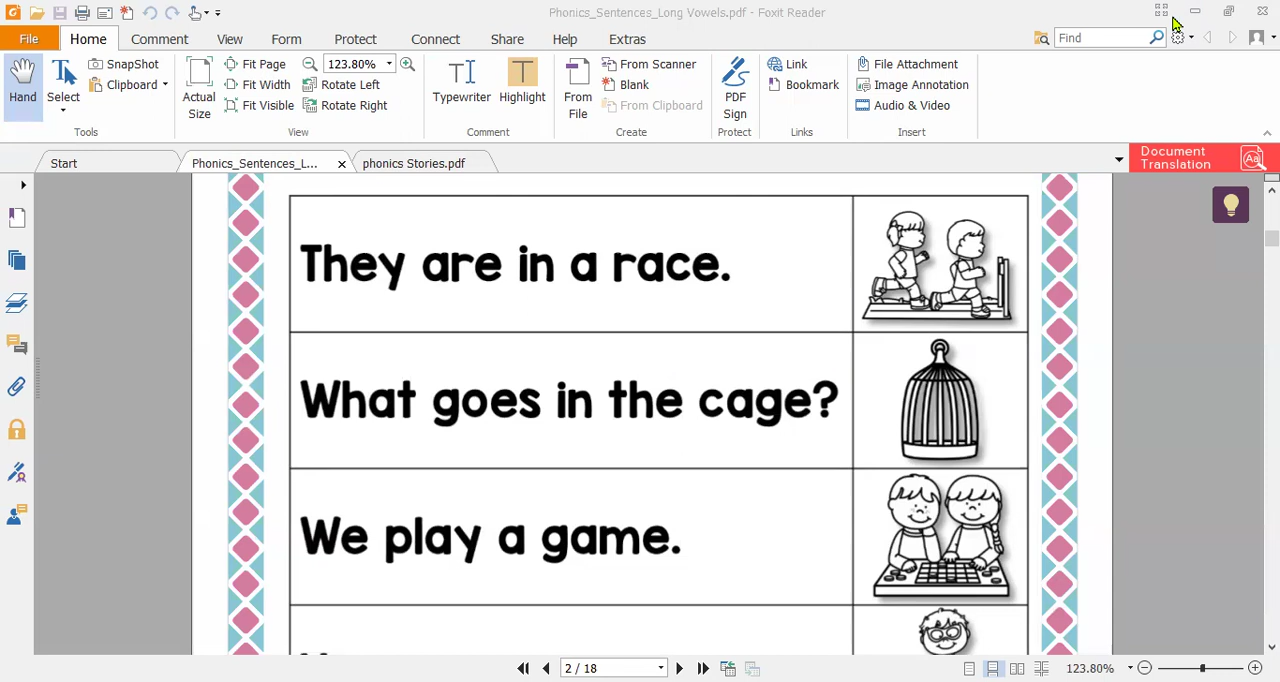 Phonics_Sentences_Long Vowels.pdf - Foxit Reader
File Home Comment View Form Protect Connect Share Help Extras
Find
Hand
Select
SnapShot
Clipboard
Tools
Actual Size
Fit Page
Fit Width
Fit Visible
123.80%
Rotate Left
Rotate Right
View
Typewriter
Highlight
Comment
From File
From Scanner
Blank
From Clipboard
Create
PDF Sign
Protect
Link
Bookmark
Links
File Attachment
Image Annotation
Audio & Video
Insert
Start
Phonics_Sentences_L...
phonics Stories.pdf
Document
Translation
They are in a race.
What goes in the cage?
We play a game.
2 / 18
123.80%